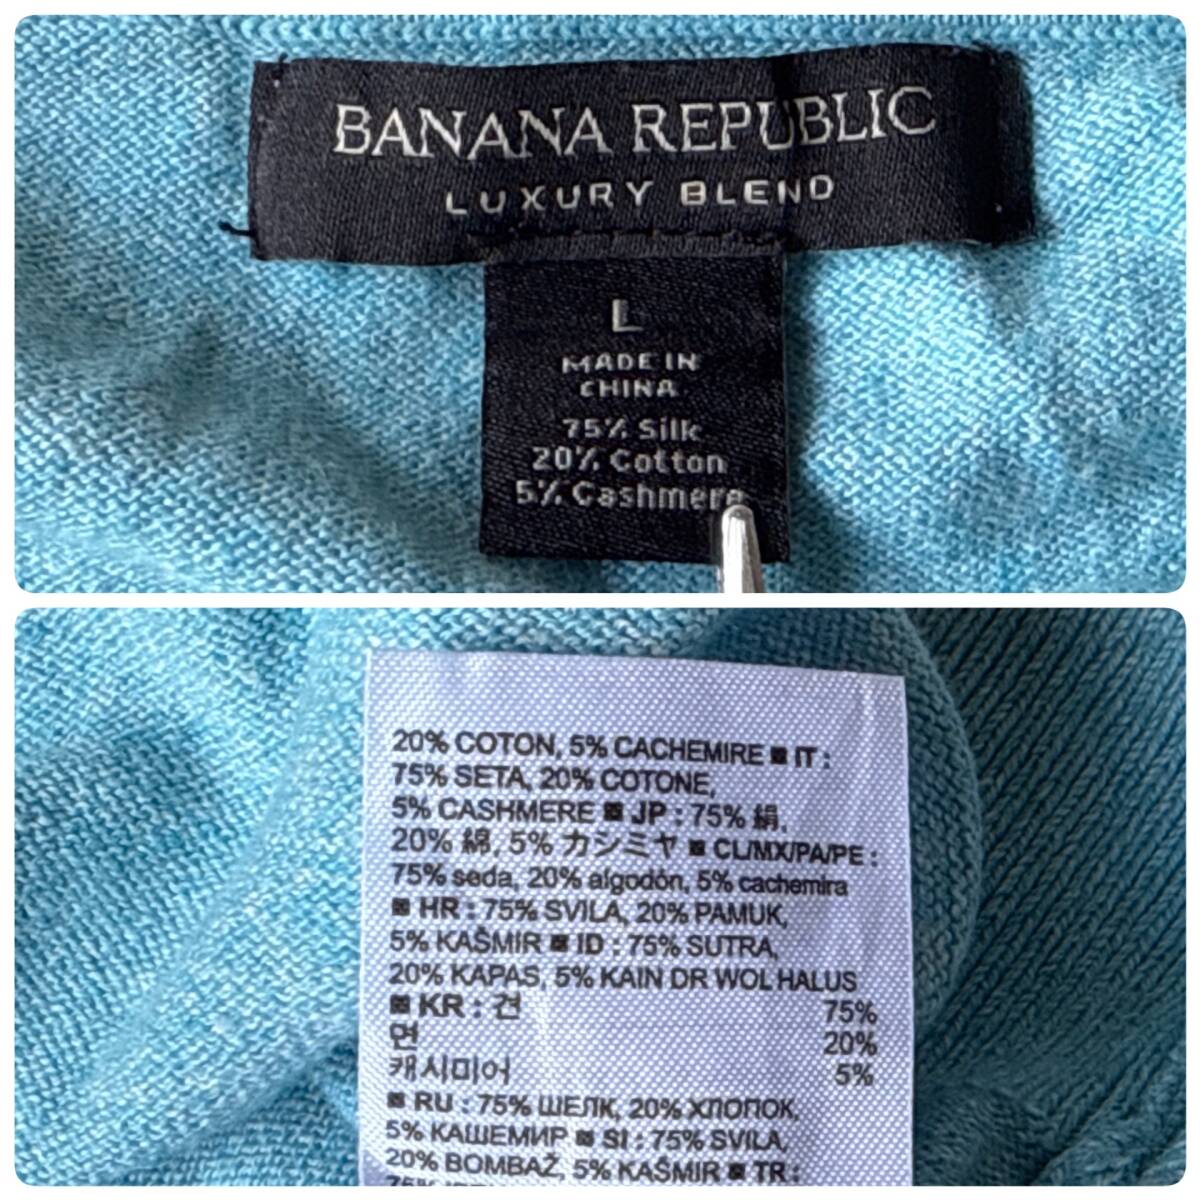 BANANA REPUBLIC
LUXURY BLEND
L
MADE IN
CHINA
75% Silk
20% Cotton
5% Cashmere
20% COTON, 5% CACHEMIRE ■ IT :
75% SETA, 20% COTONE,
5% CASHMERE ■ JP : 75% 絹,
20% 綿, 5% カシミヤ ■ CL/MX/PA/PE :
75% seda, 20% algodón, 5% cachemira
■ HR : 75% SVILA, 20% PAMUK,
5% KAŠMIR ■ ID : 75% SUTRA,
20% KAPAS, 5% KAIN DR WOL HALUS
■ KR : 견 75%
면 20%
캐시미어 5%
■ RU : 75% ШЕЛК, 20% ХЛОПОК,
5% КАШЕМИР ■ SI : 75% SVILA,
20% BOMBAŽ, 5% KAŠMIR ■ TR :
75%